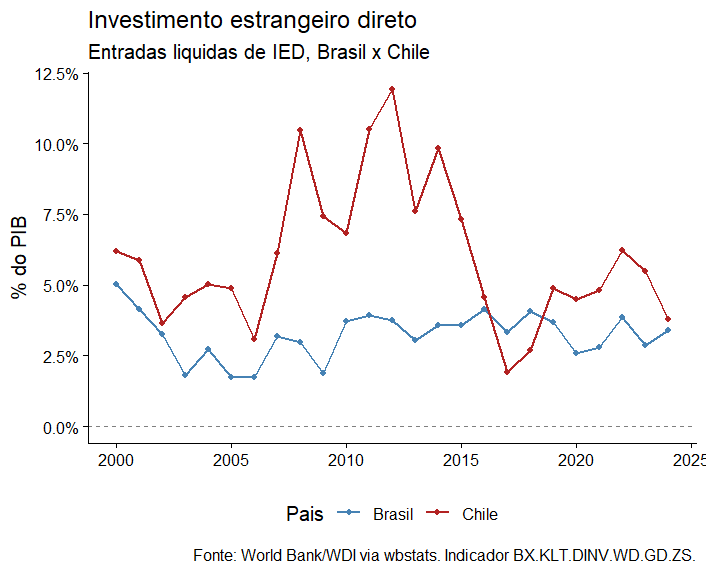 Investimento estrangeiro direto
Entradas liquidas de IED, Brasil x Chile
12.5%
10.0%
7.5%
5.0%
2.5%
0.0%
% do PIB
2000 2005 2010 2015 2020 2025
Pais Brasil Chile
Fonte: World Bank/WDI via wbstats. Indicador BX.KLT.DINV.WD.GD.ZS.